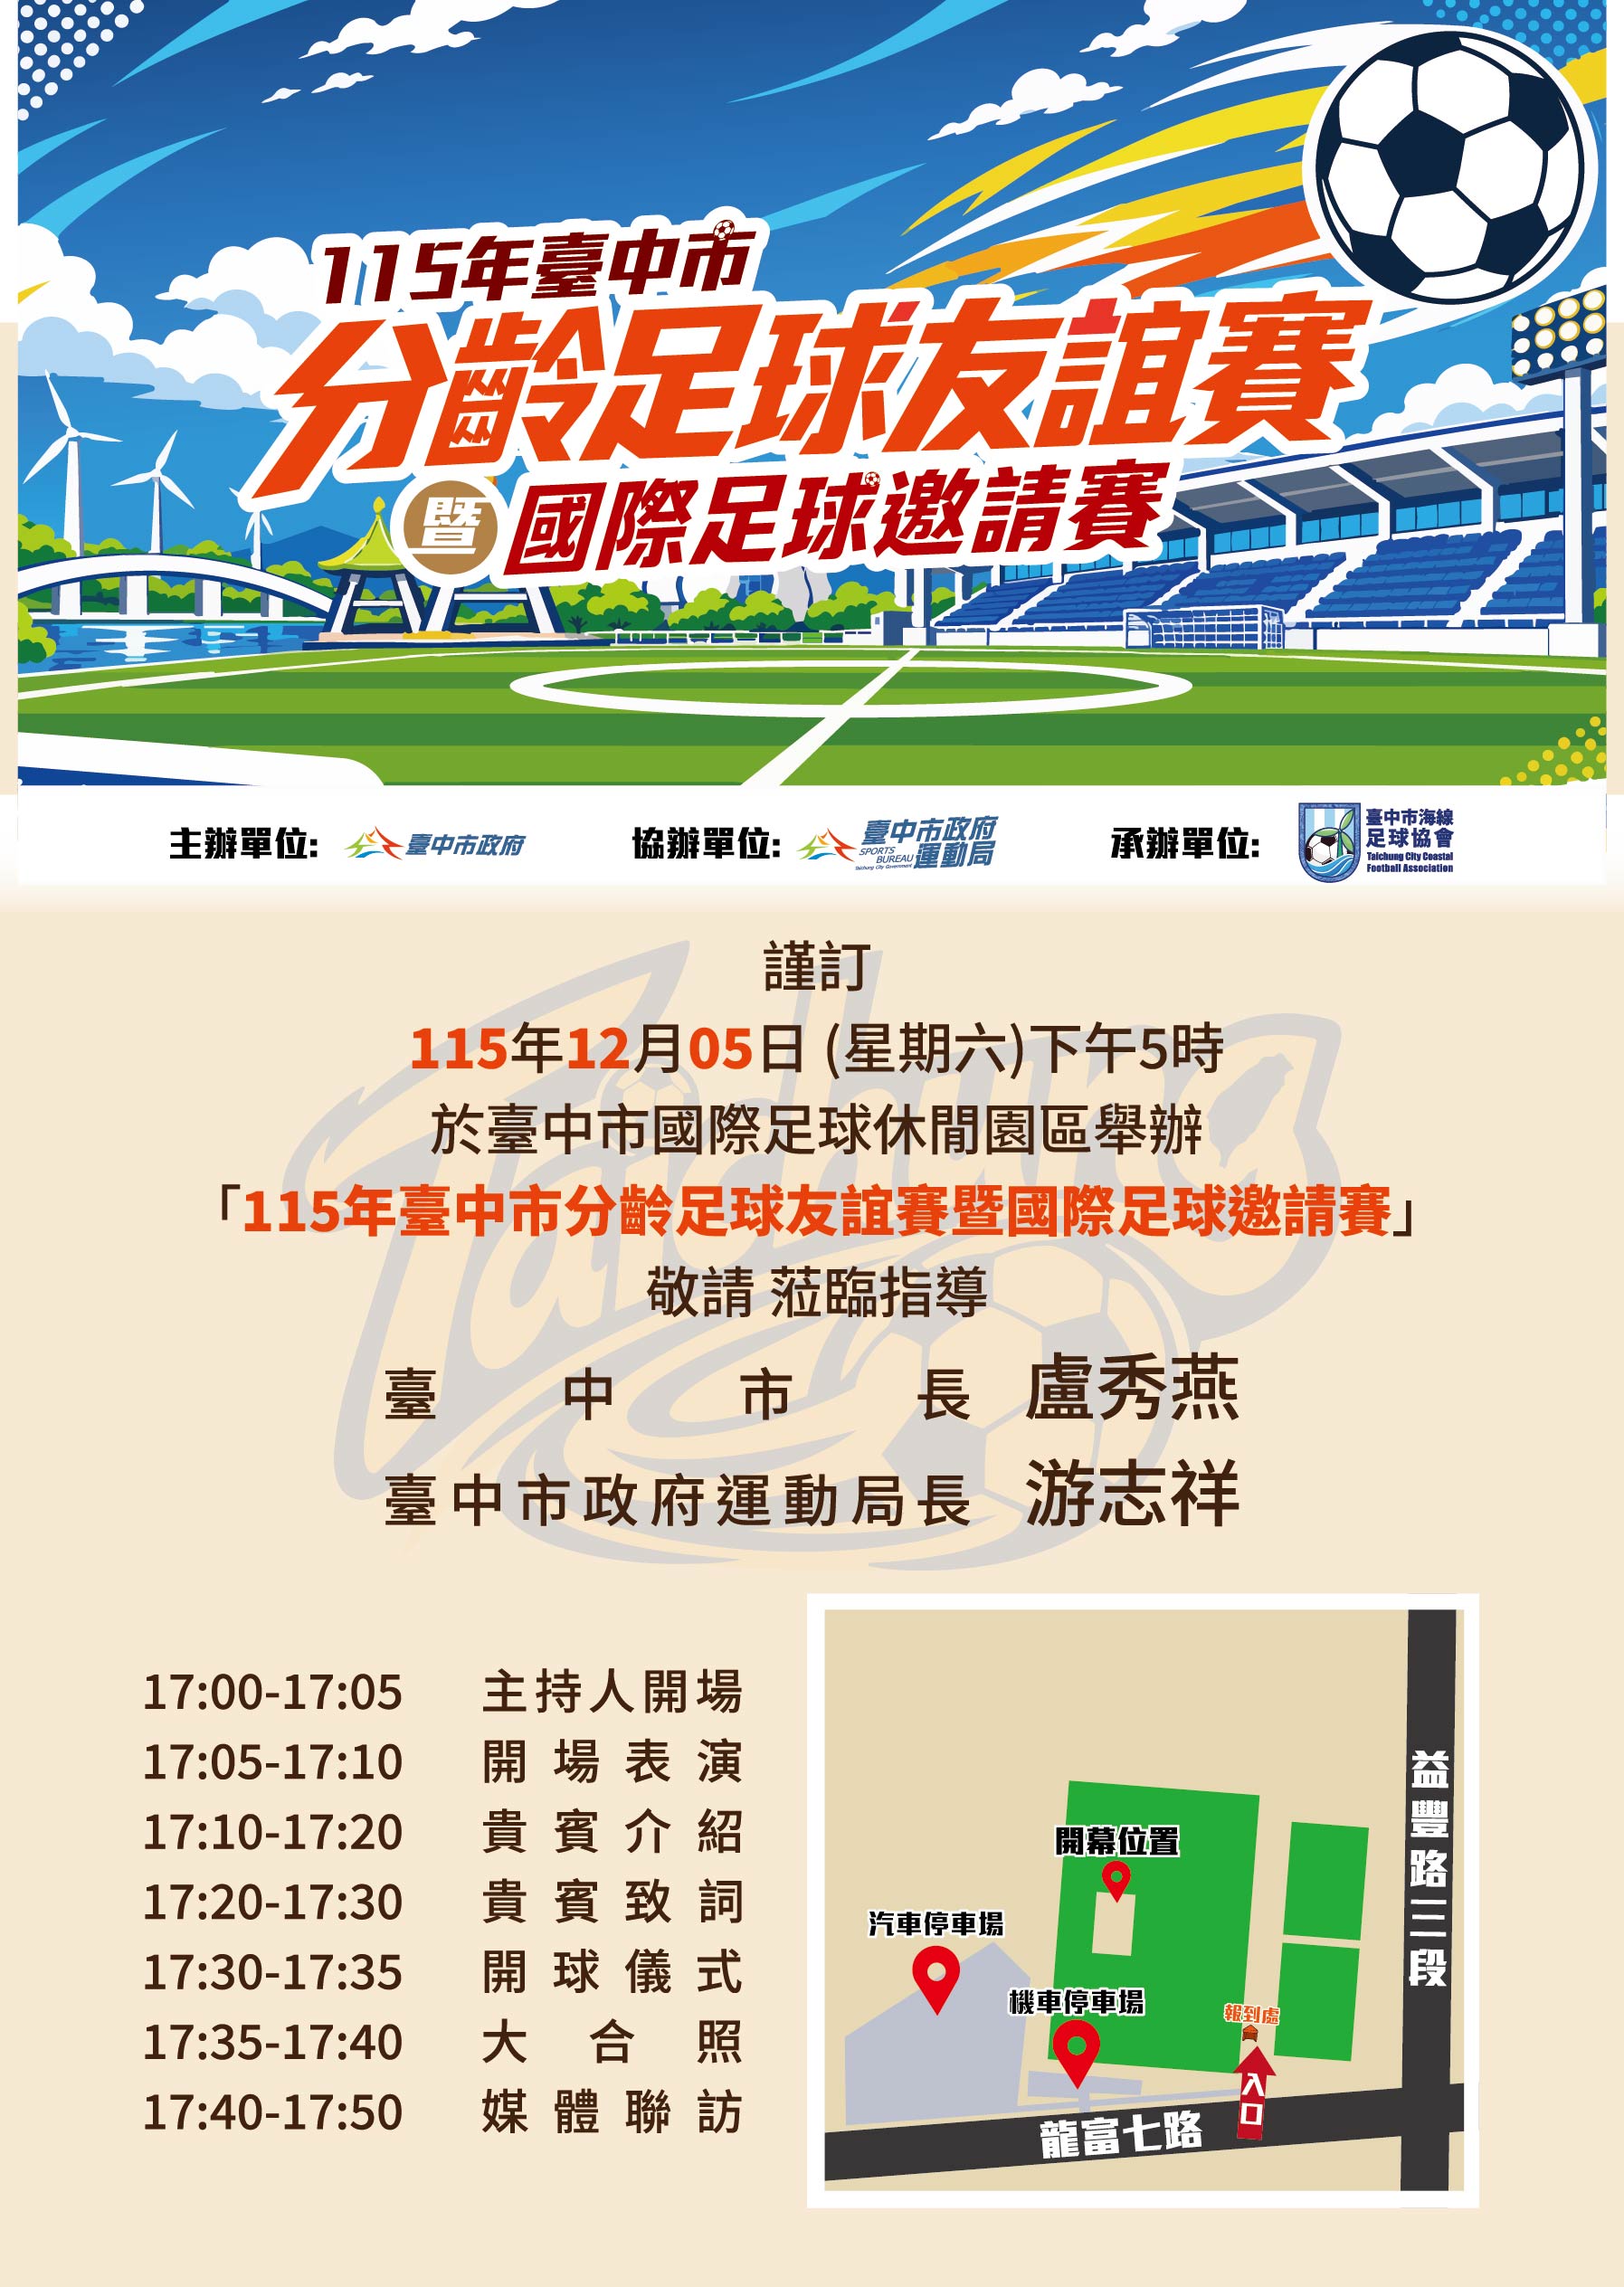 115年臺中市
分齡足球友誼賽
暨 國際足球邀請賽
主辦單位: 臺中市政府
協辦單位: 臺中市政府運動局
SPORTS BUREAU
Taichung City Government
承辦單位: 臺中市海線足球協會
Taichung City Coastal
Football Association
Taichung
謹訂
115年12月05日 (星期六)下午5時
於臺中市國際足球休閒園區舉辦
「115年臺中市分齡足球友誼賽暨國際足球邀請賽」
敬請 蒞臨指導
臺中市長 盧秀燕
臺中市政府運動局長 游志祥
17:00-17:05 主持人開場
17:05-17:10 開場表演
17:10-17:20 貴賓介紹
17:20-17:30 貴賓致詞
17:30-17:35 開球儀式
17:35-17:40 大合照
17:40-17:50 媒體聯訪
益豐路三段
開幕位置
汽車停車場
機車停車場
報到處
入口
龍富七路